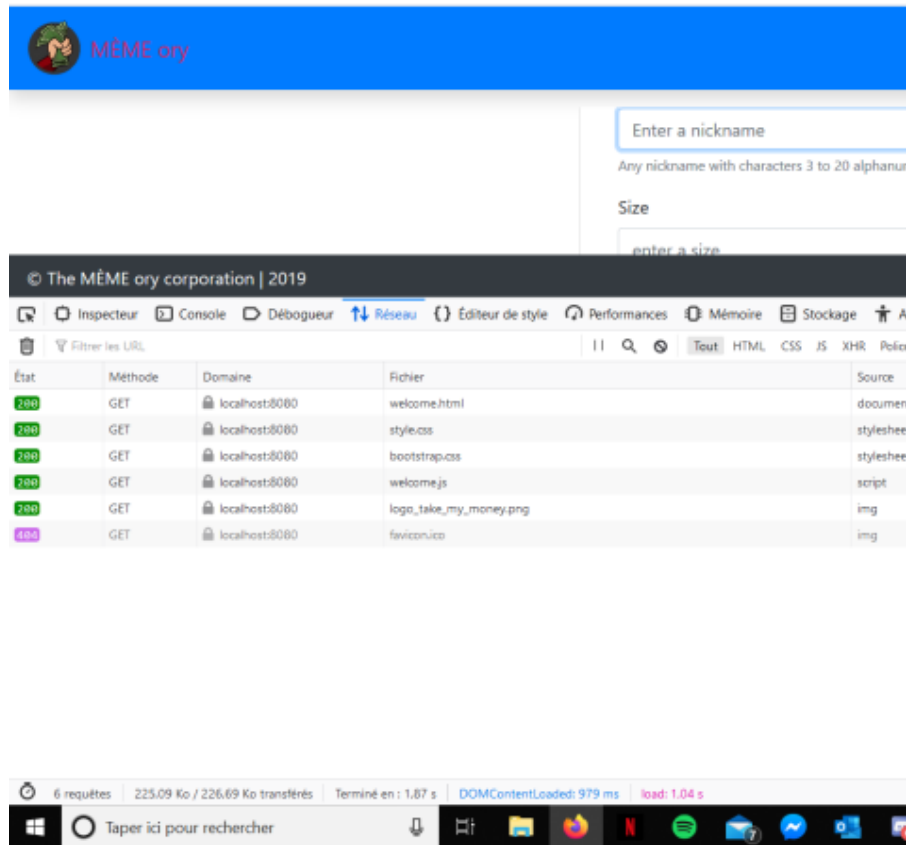 MÊME ory
Enter a nickname
Any nickname with characters 3 to 20 alphanur
Size
enter a size
© The MÊME ory corporation | 2019
Inspecteur Console Débogueur Réseau {} Éditeur de style Performances Mémoire Stockage A
Filtrer les URL Tout HTML CSS JS XHR Police
État Méthode Domaine Fichier Source
200 GET localhost:8080 welcome.html documen
200 GET localhost:8080 style.css styleshee
200 GET localhost:8080 bootstrap.css styleshee
200 GET localhost:8080 welcome.js script
200 GET localhost:8080 logo_take_my_money.png img
404 GET localhost:8080 favicon.ico img
6 requêtes 225.09 Ko / 226.69 Ko transférés Terminé en : 1.87 s DOMContentLoaded: 979 ms load: 1.04 s
Taper ici pour rechercher N 7